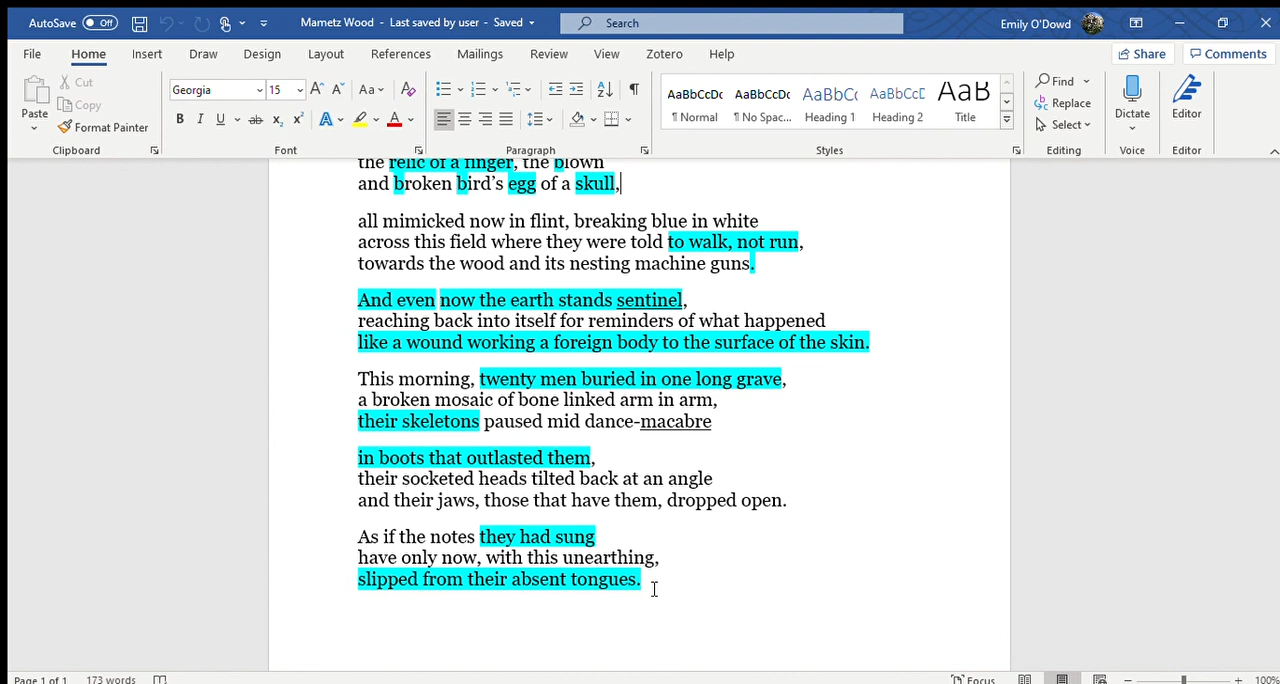 AutoSave Off Mametz Wood - Last saved by user - Saved Search Emily O'Dowd
File Home Insert Draw Design Layout References Mailings Review View Zotero Help Share Comments
Paste Cut Copy Format Painter
Georgia 15
AaBbCcDc AaBbCcDc AaBbCc AaBbCcD AaB
¶ Normal ¶ No Spac... Heading 1 Heading 2 Title
Find Replace Select
Dictate Editor
Clipboard Font Paragraph Styles Editing Voice Editor
the relic of a finger, the blown
and broken bird’s egg of a skull,
all mimicked now in flint, breaking blue in white
across this field where they were told to walk, not run,
towards the wood and its nesting machine guns.
And even now the earth stands sentinel,
reaching back into itself for reminders of what happened
like a wound working a foreign body to the surface of the skin.
This morning, twenty men buried in one long grave,
a broken mosaic of bone linked arm in arm,
their skeletons paused mid dance-macabre
in boots that outlasted them,
their socketed heads tilted back at an angle
and their jaws, those that have them, dropped open.
As if the notes they had sung
have only now, with this unearthing,
slipped from their absent tongues.
Page 1 of 1 173 words Focus 100%